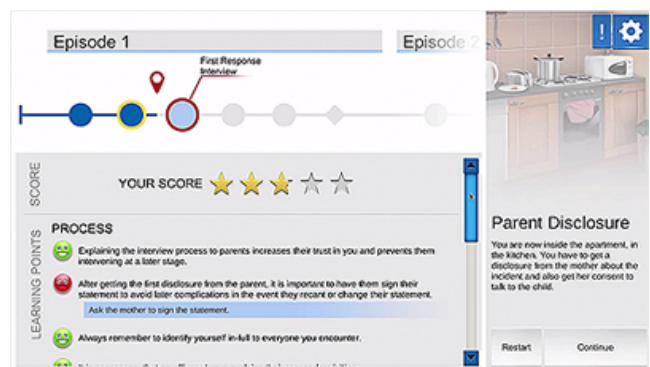 Episode 1
Episode 2
First Response
Interview
SCORE
YOUR SCORE
LEARNING POINTS
PROCESS
Explaining the interview process to parents increases their trust in you and prevents them
intervening at a later stage.
After getting the first disclosure from the parent, it is important to have them sign their
statement to avoid later complications in the event they recant or change their statement.
Ask the mother to sign the statement.
Always remember to identify yourself in-full to everyone you encounter.
!
Parent Disclosure
You are now inside the apartment, in
the kitchen. You have to get a
disclosure from the mother about the
incident and also get her consent to
talk to the child.
Restart
Continue